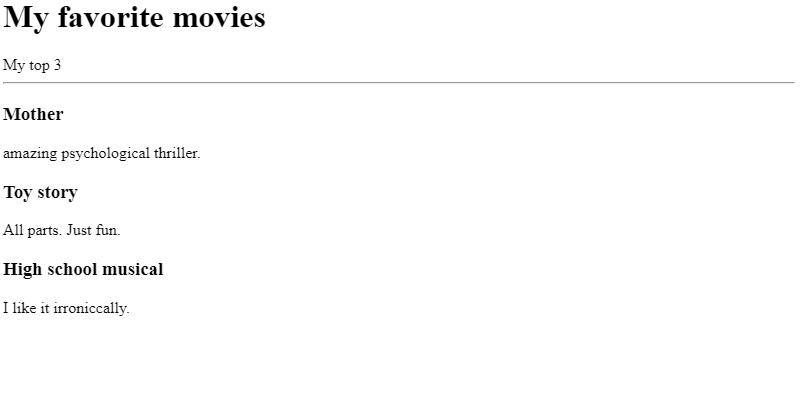 My favorite movies
My top 3
Mother
amazing psychological thriller.
Toy story
All parts. Just fun.
High school musical
I like it irroniccally.